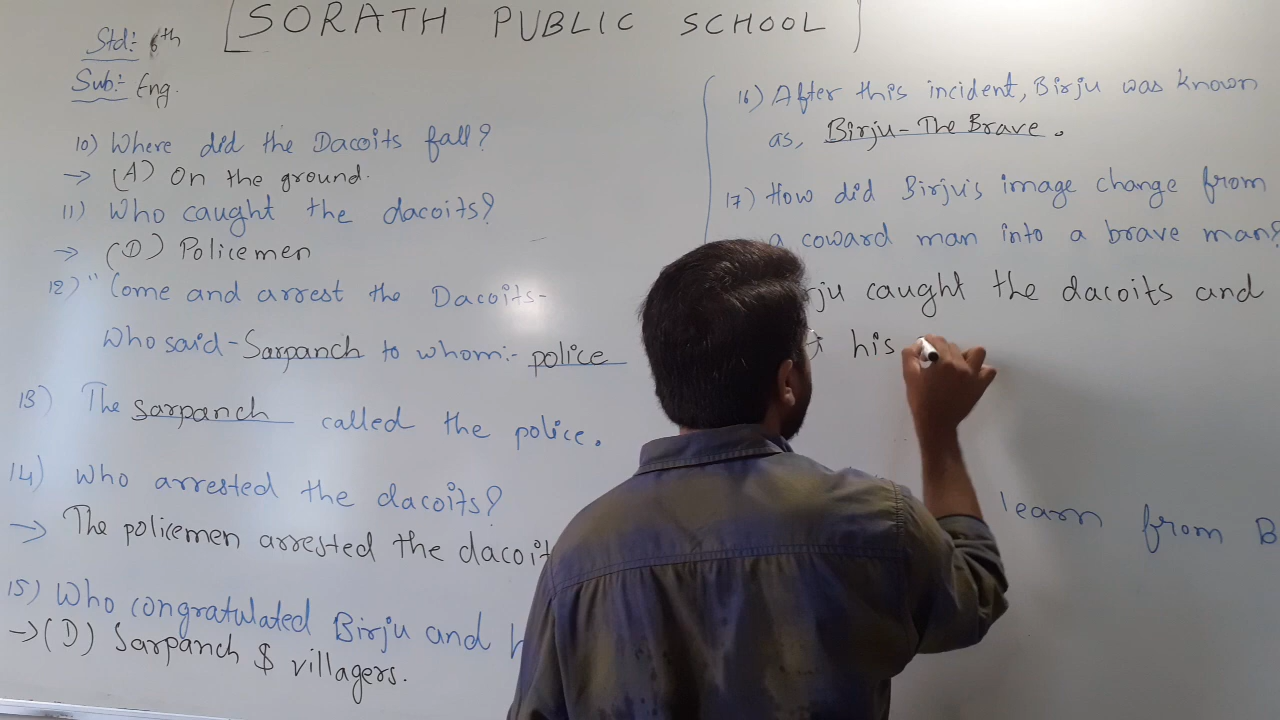 [SORATH PUBLIC SCHOOL]
Std:- 6th
Sub:- Eng.
10) Where did the Dacoits fall?
→ (A) On the ground.
11) Who caught the dacoits?
→ (D) Policemen
12) "Come and arrest the Dacoits-
Who said-Sarpanch to whom:- police
13) The sarpanch called the police.
14) Who arrested the dacoits?
→ The policemen arrested the dacoit
15) Who congratulated Birju and h
→ (D) Sarpanch $ villagers.
16) After this incident, Birju was known
as, Birju-The Brave.
17) How did Birju's image change from
a coward man into a brave man?
rju caught the dacoits and
his
learn from B